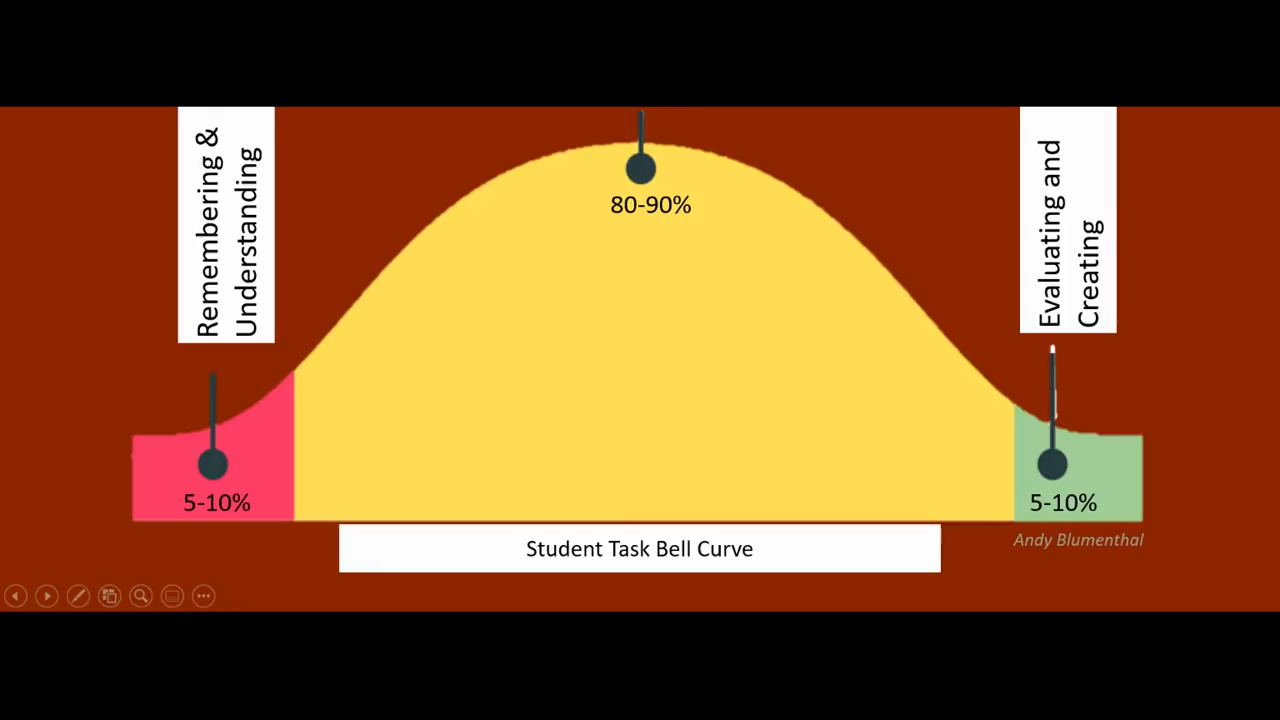 Remembering &
Understanding
80-90%
Evaluating and
Creating
5-10%
5-10%
Student Task Bell Curve
Andy Blumenthal